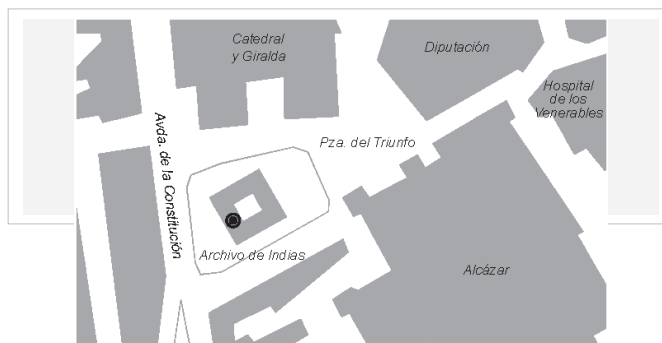 Catedral
y Giralda
Diputación
Hospital
de los
Venerables
Pza. del Triunfo
Avda. de la Constitución
Archivo de Indias
Alcázar